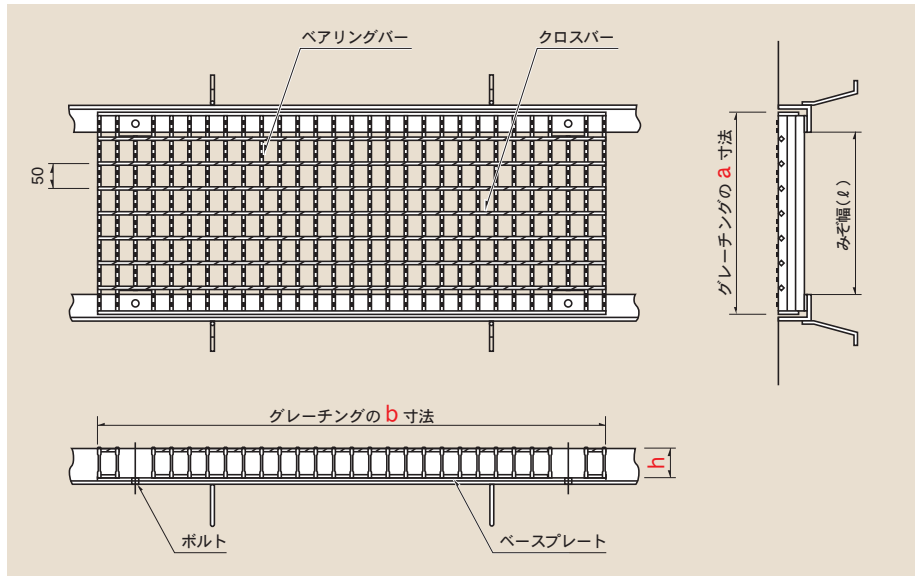 ベアリングバー
クロスバー
50
グレーチングの a 寸法
みぞ幅(ℓ)
グレーチングの b 寸法
h
ボルト
ベースプレート